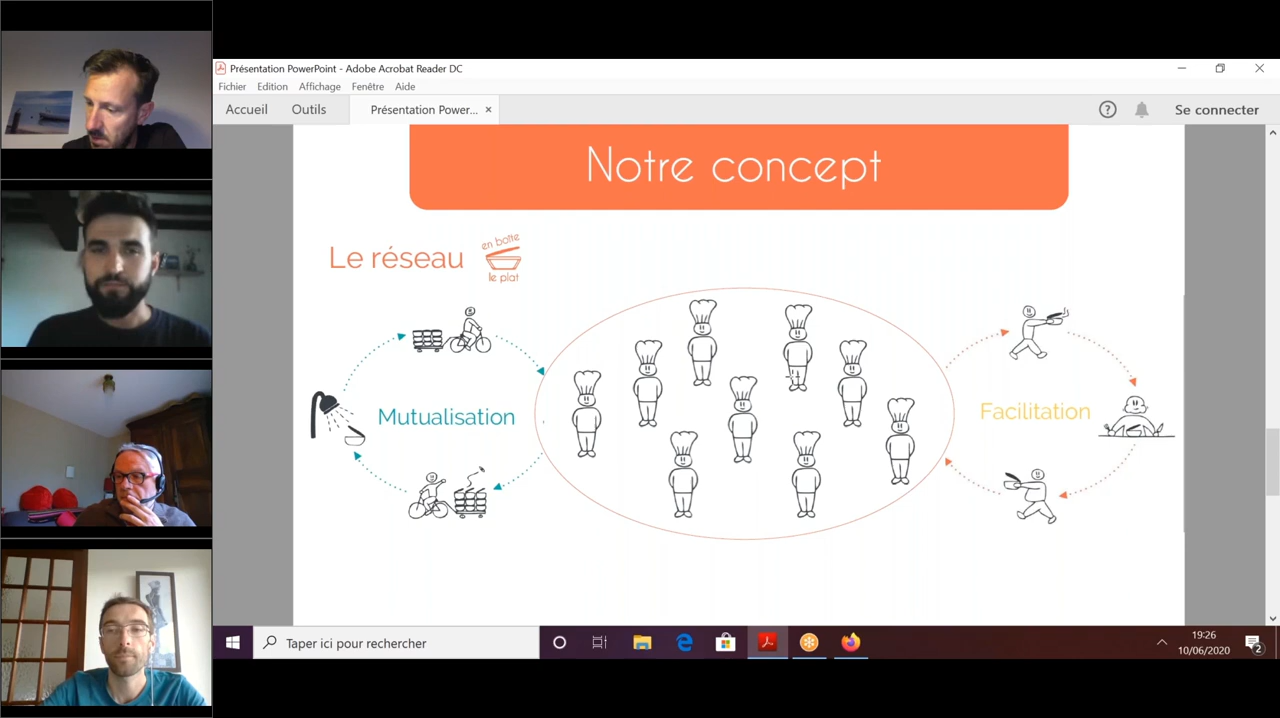 Présentation PowerPoint - Adobe Acrobat Reader DC
Fichier Edition Affichage Fenêtre Aide
Accueil Outils Présentation Power... × ? Se connecter
Notre concept
Le réseau
en boîte
le plat
Mutualisation
Facilitation
Taper ici pour rechercher
19:26
10/06/2020
2